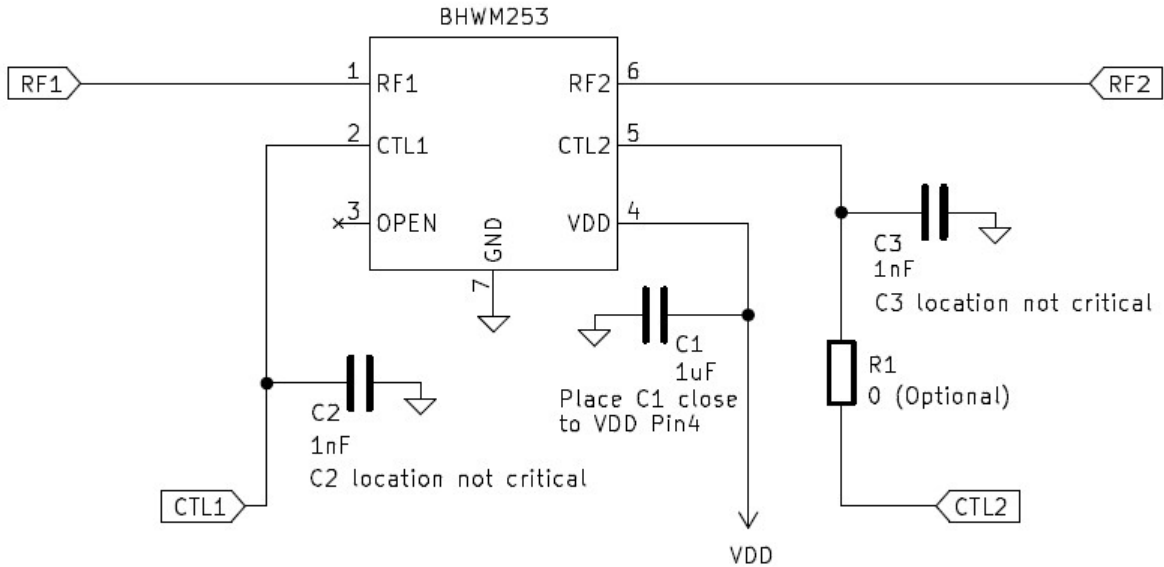 BHWM253
RF1
1
RF1
RF2
6
RF2
2
CTL1
CTL2
5
3
OPEN
VDD
4
GND
7
C3
1nF
C3 location not critical
C1
1uF
Place C1 close
to VDD Pin4
R1
0 (Optional)
C2
1nF
C2 location not critical
CTL1
CTL2
VDD